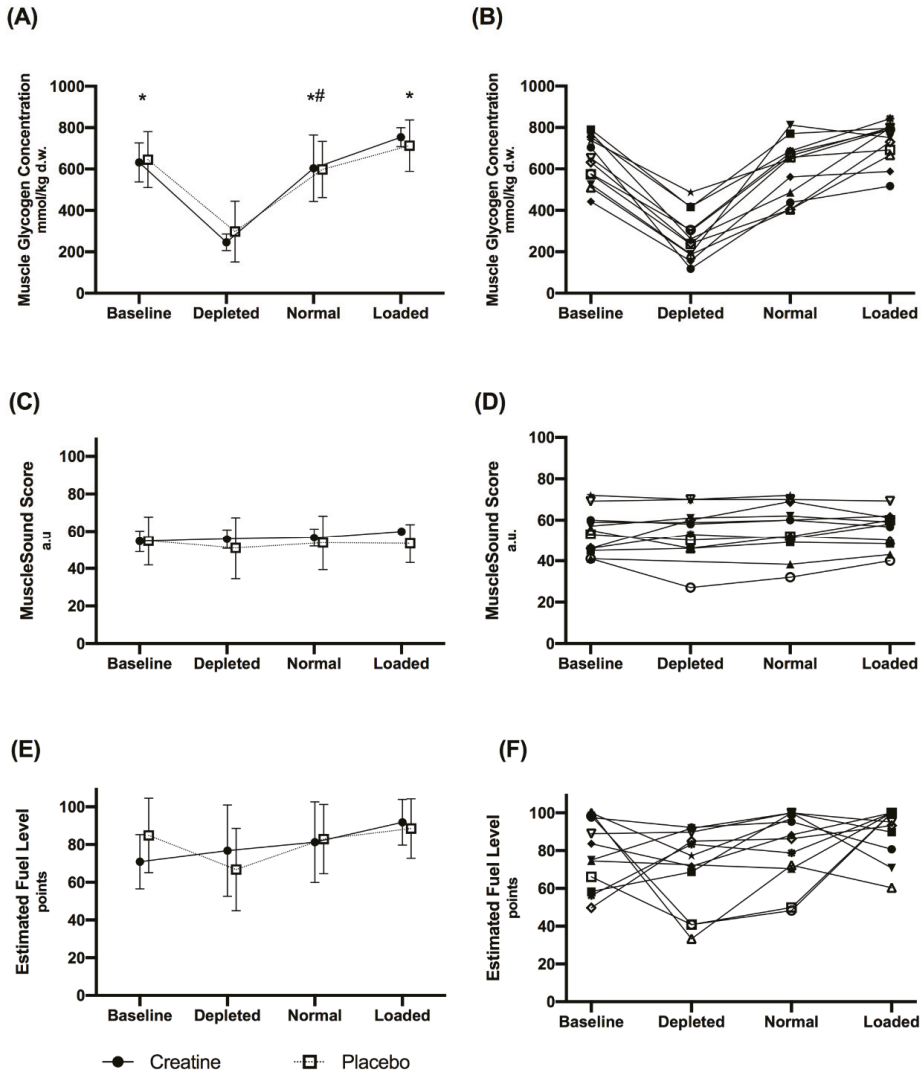 (A)
Muscle Glycogen Concentration
mmol/kg d.w.
1000
800
600
400
200
0
*
*#
*
Baseline Depleted Normal Loaded
(B)
Muscle Glycogen Concentration
mmol/kg d.w.
1000
800
600
400
200
0
Baseline Depleted Normal Loaded
(C)
MuscleSound Score
a.u
100
80
60
40
20
0
Baseline Depleted Normal Loaded
(D)
MuscleSound Score
a.u.
100
80
60
40
20
0
Baseline Depleted Normal Loaded
(E)
Estimated Fuel Level
points
100
80
60
40
20
0
Baseline Depleted Normal Loaded
(F)
Estimated Fuel Level
points
100
80
60
40
20
0
Baseline Depleted Normal Loaded
Creatine Placebo